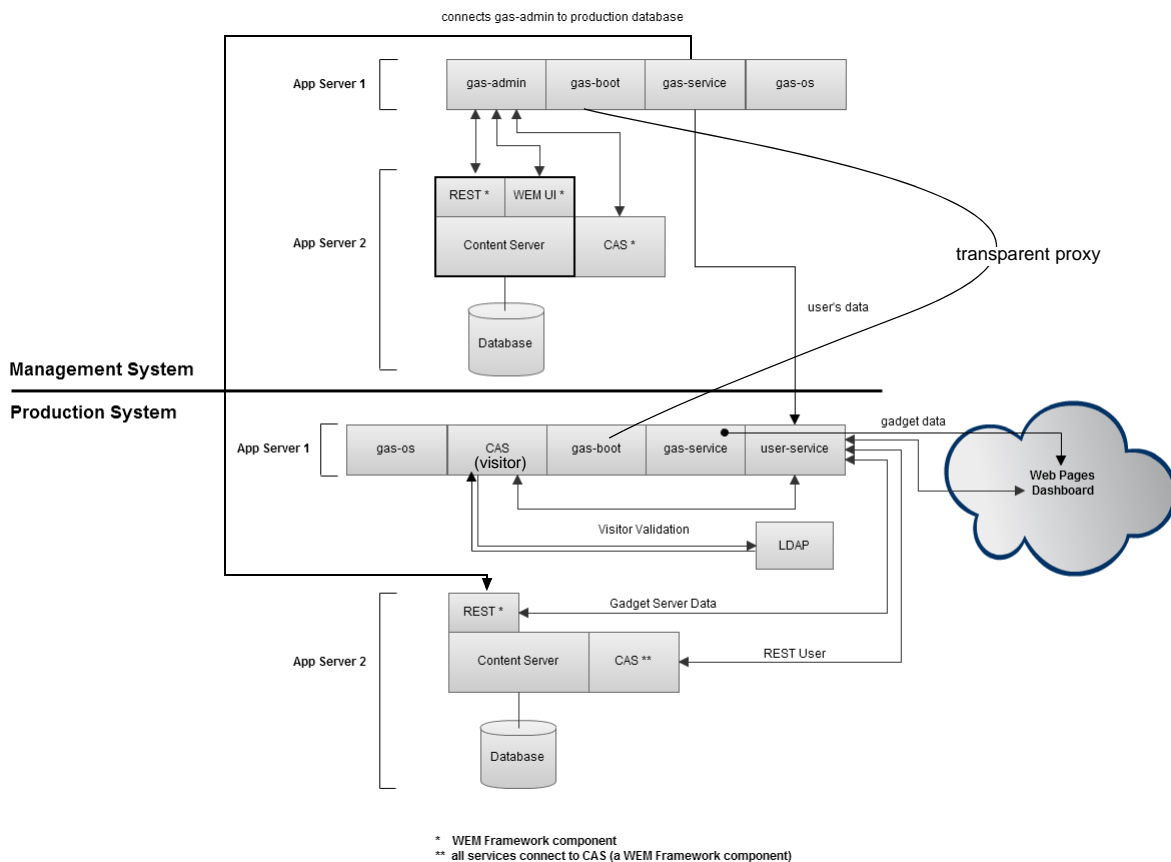 connects gas-admin to production database
App Server 1
gas-admin
gas-boot
gas-service
gas-os
REST *
WEM UI *
App Server 2
Content Server
CAS *
transparent proxy
user's data
Database
Management System
Production System
gadget data
App Server 1
gas-os
CAS
(visitor)
gas-boot
gas-service
user-service
Web Pages
Dashboard
Visitor Validation
LDAP
REST *
Gadget Server Data
App Server 2
Content Server
CAS **
REST User
Database
* WEM Framework component
** all services connect to CAS (a WEM Framework component)